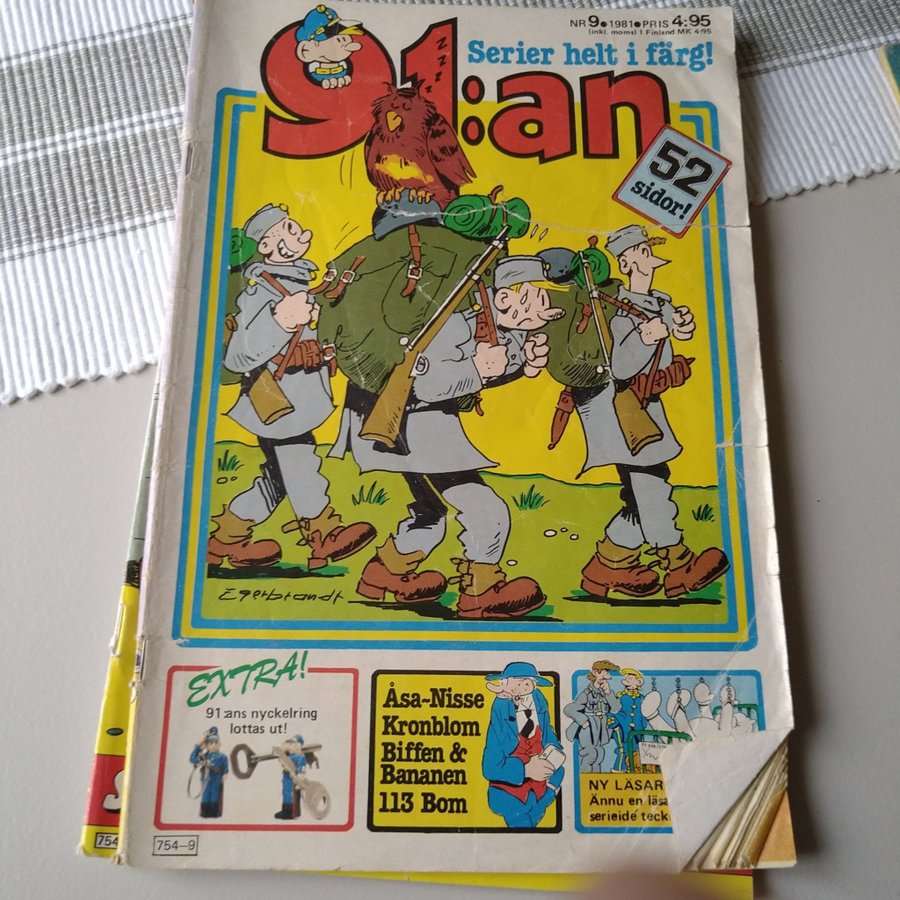 NR 9 • 1981 • PRIS 4:95
(inkl. moms) I Finland MK 4:95
Serier helt i färg!
91:an
z z z z
52
sidor!
Egerbrandt
EXTRA!
91:ans nyckelring
lottas ut!
Åsa-Nisse
Kronblom
Biffen &
Bananen
113 Bom
NY LÄSAR
Ännu en läsa
serieide teck
754-9
754